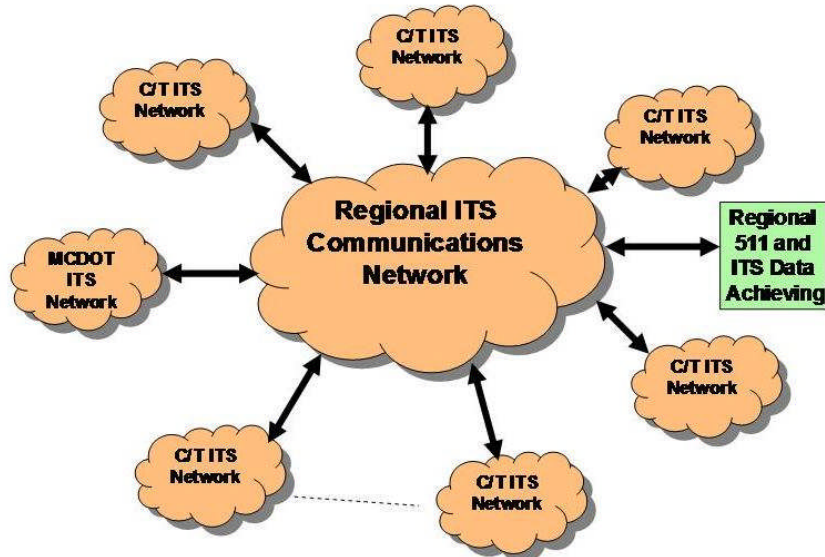 C/T ITS
Network
C/T ITS
Network
C/T ITS
Network
Regional ITS
Communications
Network
Regional
511 and
ITS Data
Achieving
MCDOT
ITS
Network
C/T ITS
Network
C/T ITS
Network
C/T ITS
Network